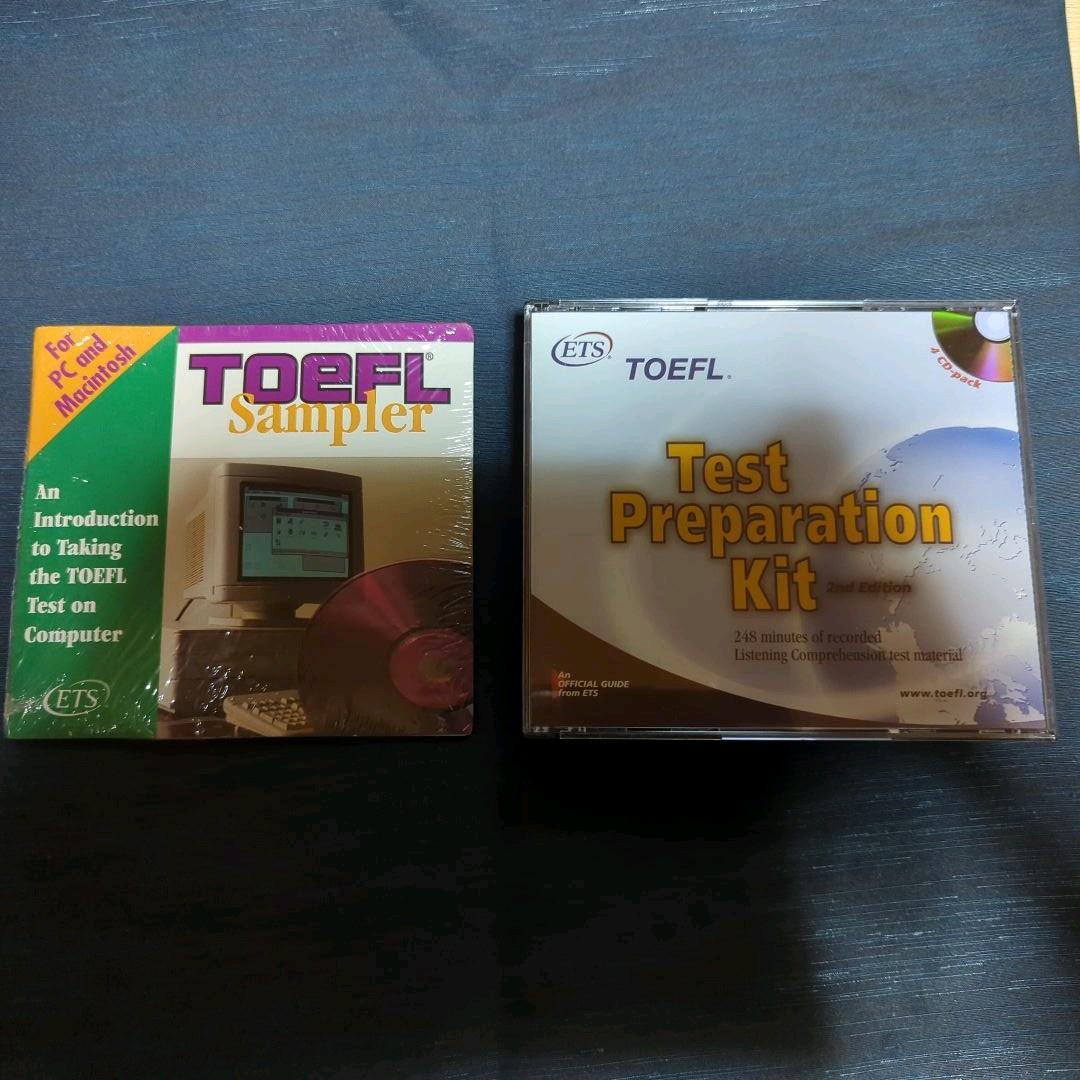 For
PC and
Macintosh
TOEFL®
Sampler
An
Introduction
to Taking
the TOEFL
Test on
Computer
ETS
ETS®
TOEFL®
4 CD-pack
Test
Preparation
Kit 2nd Edition
248 minutes of recorded
Listening Comprehension test material
An
OFFICIAL GUIDE
from ETS
www.toefl.org